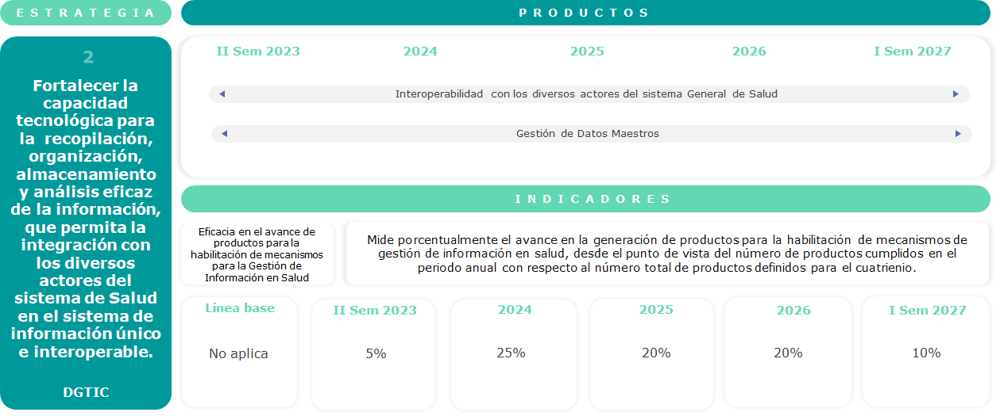 ESTRATEGIA
PRODUCTOS
2
Fortalecer la
capacidad
tecnológica para
la recopilación,
organización,
almacenamiento
y análisis eficaz
de la información,
que permita la
integración con
los diversos
actores del
sistema de Salud
en el sistema de
información único
e interoperable.
DGTIC
II Sem 2023
2024
2025
2026
I Sem 2027
Interoperabilidad con los diversos actores del sistema General de Salud
Gestión de Datos Maestros
INDICADORES
Eficacia en el avance de
productos para la
habilitación de mecanismos
para la Gestión de
Información en Salud
Mide porcentualmente el avance en la generación de productos para la habilitación de mecanismos de
gestión de información en salud, desde el punto de vista del número de productos cumplidos en el
periodo anual con respecto al número total de productos definidos para el cuatrienio.
Linea base
No aplica
II Sem 2023
5%
2024
25%
2025
20%
2026
20%
I Sem 2027
10%